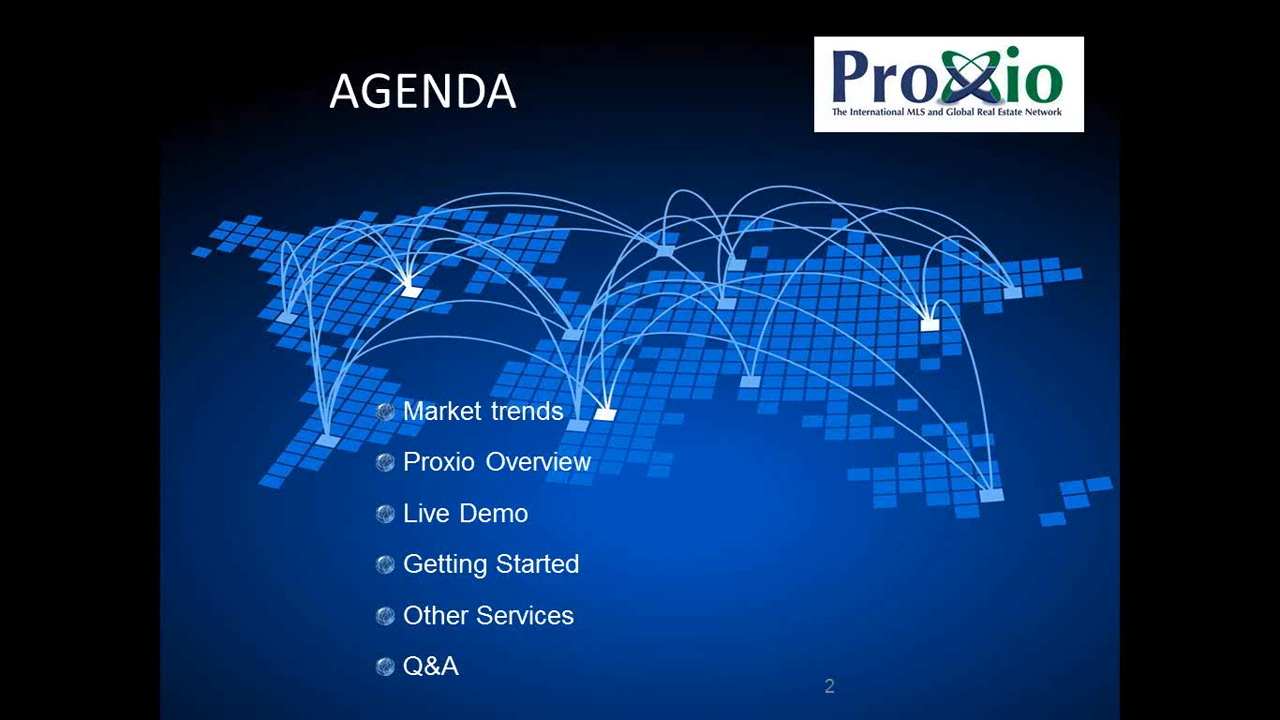 AGENDA
Proxio
The International MLS and Global Real Estate Network
Market trends
Proxio Overview
Live Demo
Getting Started
Other Services
Q&A
2